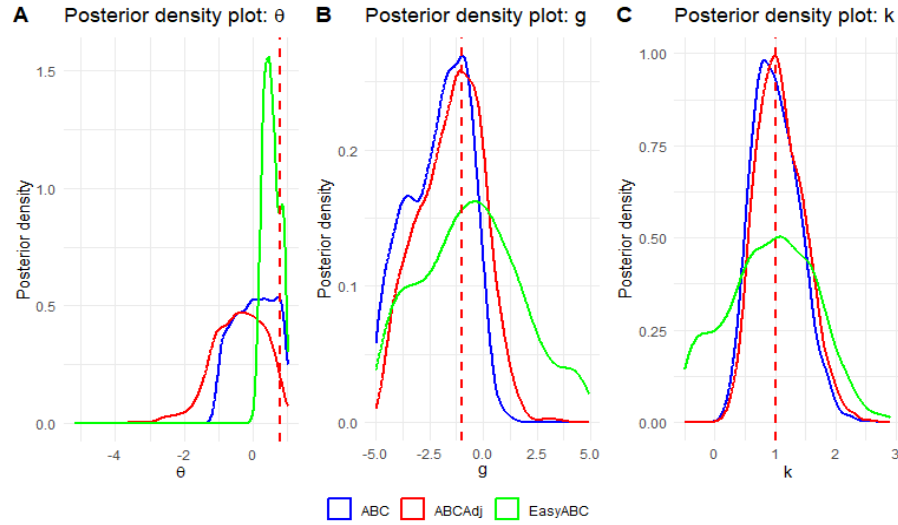 A Posterior density plot: θ
Posterior density
1.5
1.0
0.5
0.0
-4 -2 0
θ
B Posterior density plot: g
Posterior density
0.2
0.1
0.0
-5.0 -2.5 0.0 2.5 5.0
g
C Posterior density plot: k
Posterior density
1.00
0.75
0.50
0.25
0.00
0 1 2 3
k
ABC ABCAdj EasyABC